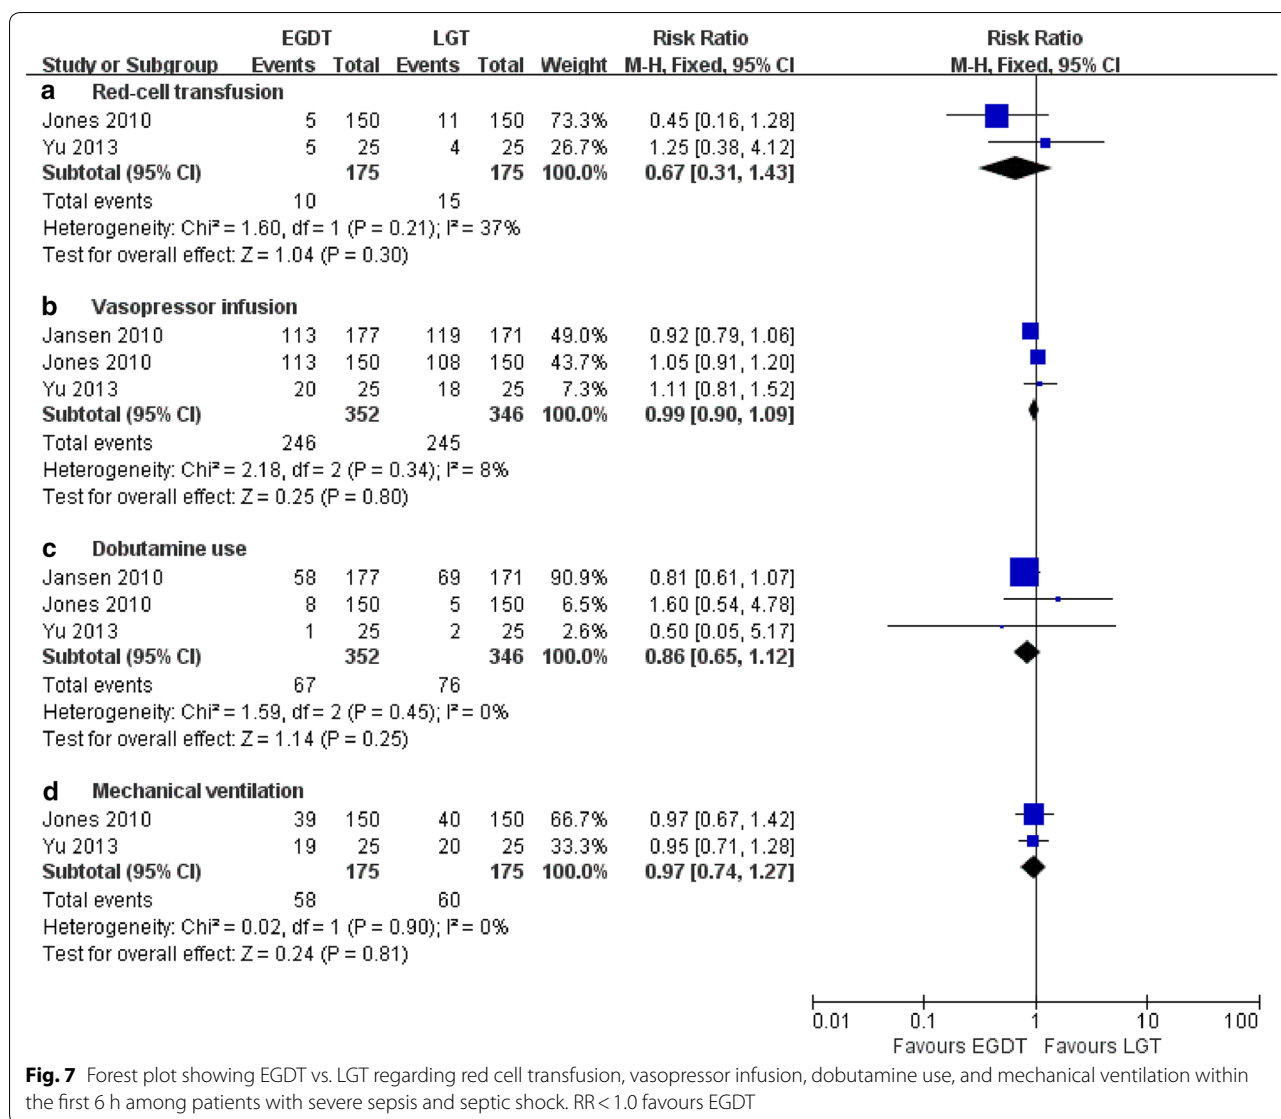 EGDT LGT Risk Ratio Risk Ratio
Study or Subgroup Events Total Events Total Weight M-H, Fixed, 95% CI M-H, Fixed, 95% CI
a Red-cell transfusion
Jones 2010 5 150 11 150 73.3% 0.45 [0.16, 1.28]
Yu 2013 5 25 4 25 26.7% 1.25 [0.38, 4.12]
Subtotal (95% CI) 175 175 100.0% 0.67 [0.31, 1.43]
Total events 10 15
Heterogeneity: Chi² = 1.60, df = 1 (P = 0.21); I² = 37%
Test for overall effect: Z = 1.04 (P = 0.30)
b Vasopressor infusion
Jansen 2010 113 177 119 171 49.0% 0.92 [0.79, 1.06]
Jones 2010 113 150 108 150 43.7% 1.05 [0.91, 1.20]
Yu 2013 20 25 18 25 7.3% 1.11 [0.81, 1.52]
Subtotal (95% CI) 352 346 100.0% 0.99 [0.90, 1.09]
Total events 246 245
Heterogeneity: Chi² = 2.18, df = 2 (P = 0.34); I² = 8%
Test for overall effect: Z = 0.25 (P = 0.80)
c Dobutamine use
Jansen 2010 58 177 69 171 90.9% 0.81 [0.61, 1.07]
Jones 2010 8 150 5 150 6.5% 1.60 [0.54, 4.78]
Yu 2013 1 25 2 25 2.6% 0.50 [0.05, 5.17]
Subtotal (95% CI) 352 346 100.0% 0.86 [0.65, 1.12]
Total events 67 76
Heterogeneity: Chi² = 1.59, df = 2 (P = 0.45); I² = 0%
Test for overall effect: Z = 1.14 (P = 0.25)
d Mechanical ventilation
Jones 2010 39 150 40 150 66.7% 0.97 [0.67, 1.42]
Yu 2013 19 25 20 25 33.3% 0.95 [0.71, 1.28]
Subtotal (95% CI) 175 175 100.0% 0.97 [0.74, 1.27]
Total events 58 60
Heterogeneity: Chi² = 0.02, df = 1 (P = 0.90); I² = 0%
Test for overall effect: Z = 0.24 (P = 0.81)
0.01 0.1 1 10 100
Favours EGDT Favours LGT
Fig. 7 Forest plot showing EGDT vs. LGT regarding red cell transfusion, vasopressor infusion, dobutamine use, and mechanical ventilation within
the first 6 h among patients with severe sepsis and septic shock. RR < 1.0 favours EGDT